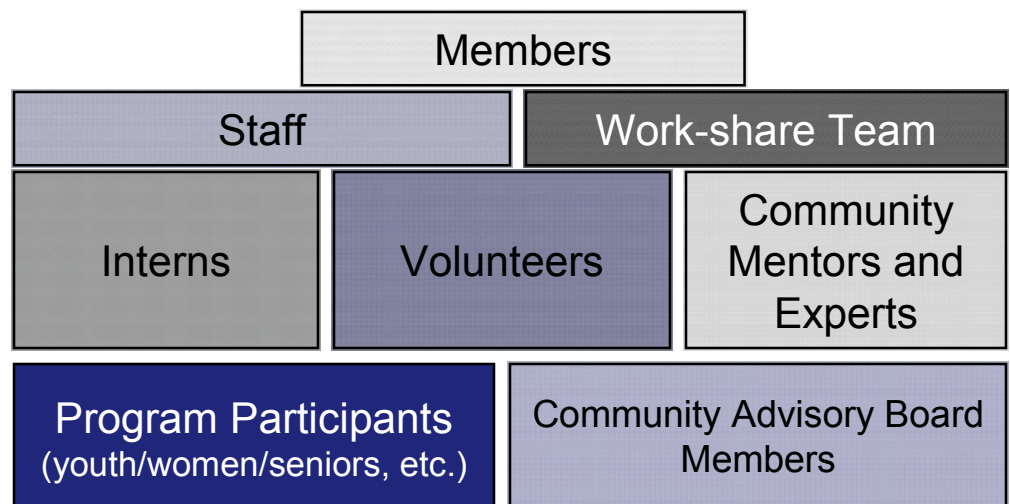 Members
Staff
Work-share Team
Interns
Volunteers
Community
Mentors and
Experts
Program Participants
(youth/women/seniors, etc.)
Community Advisory Board
Members